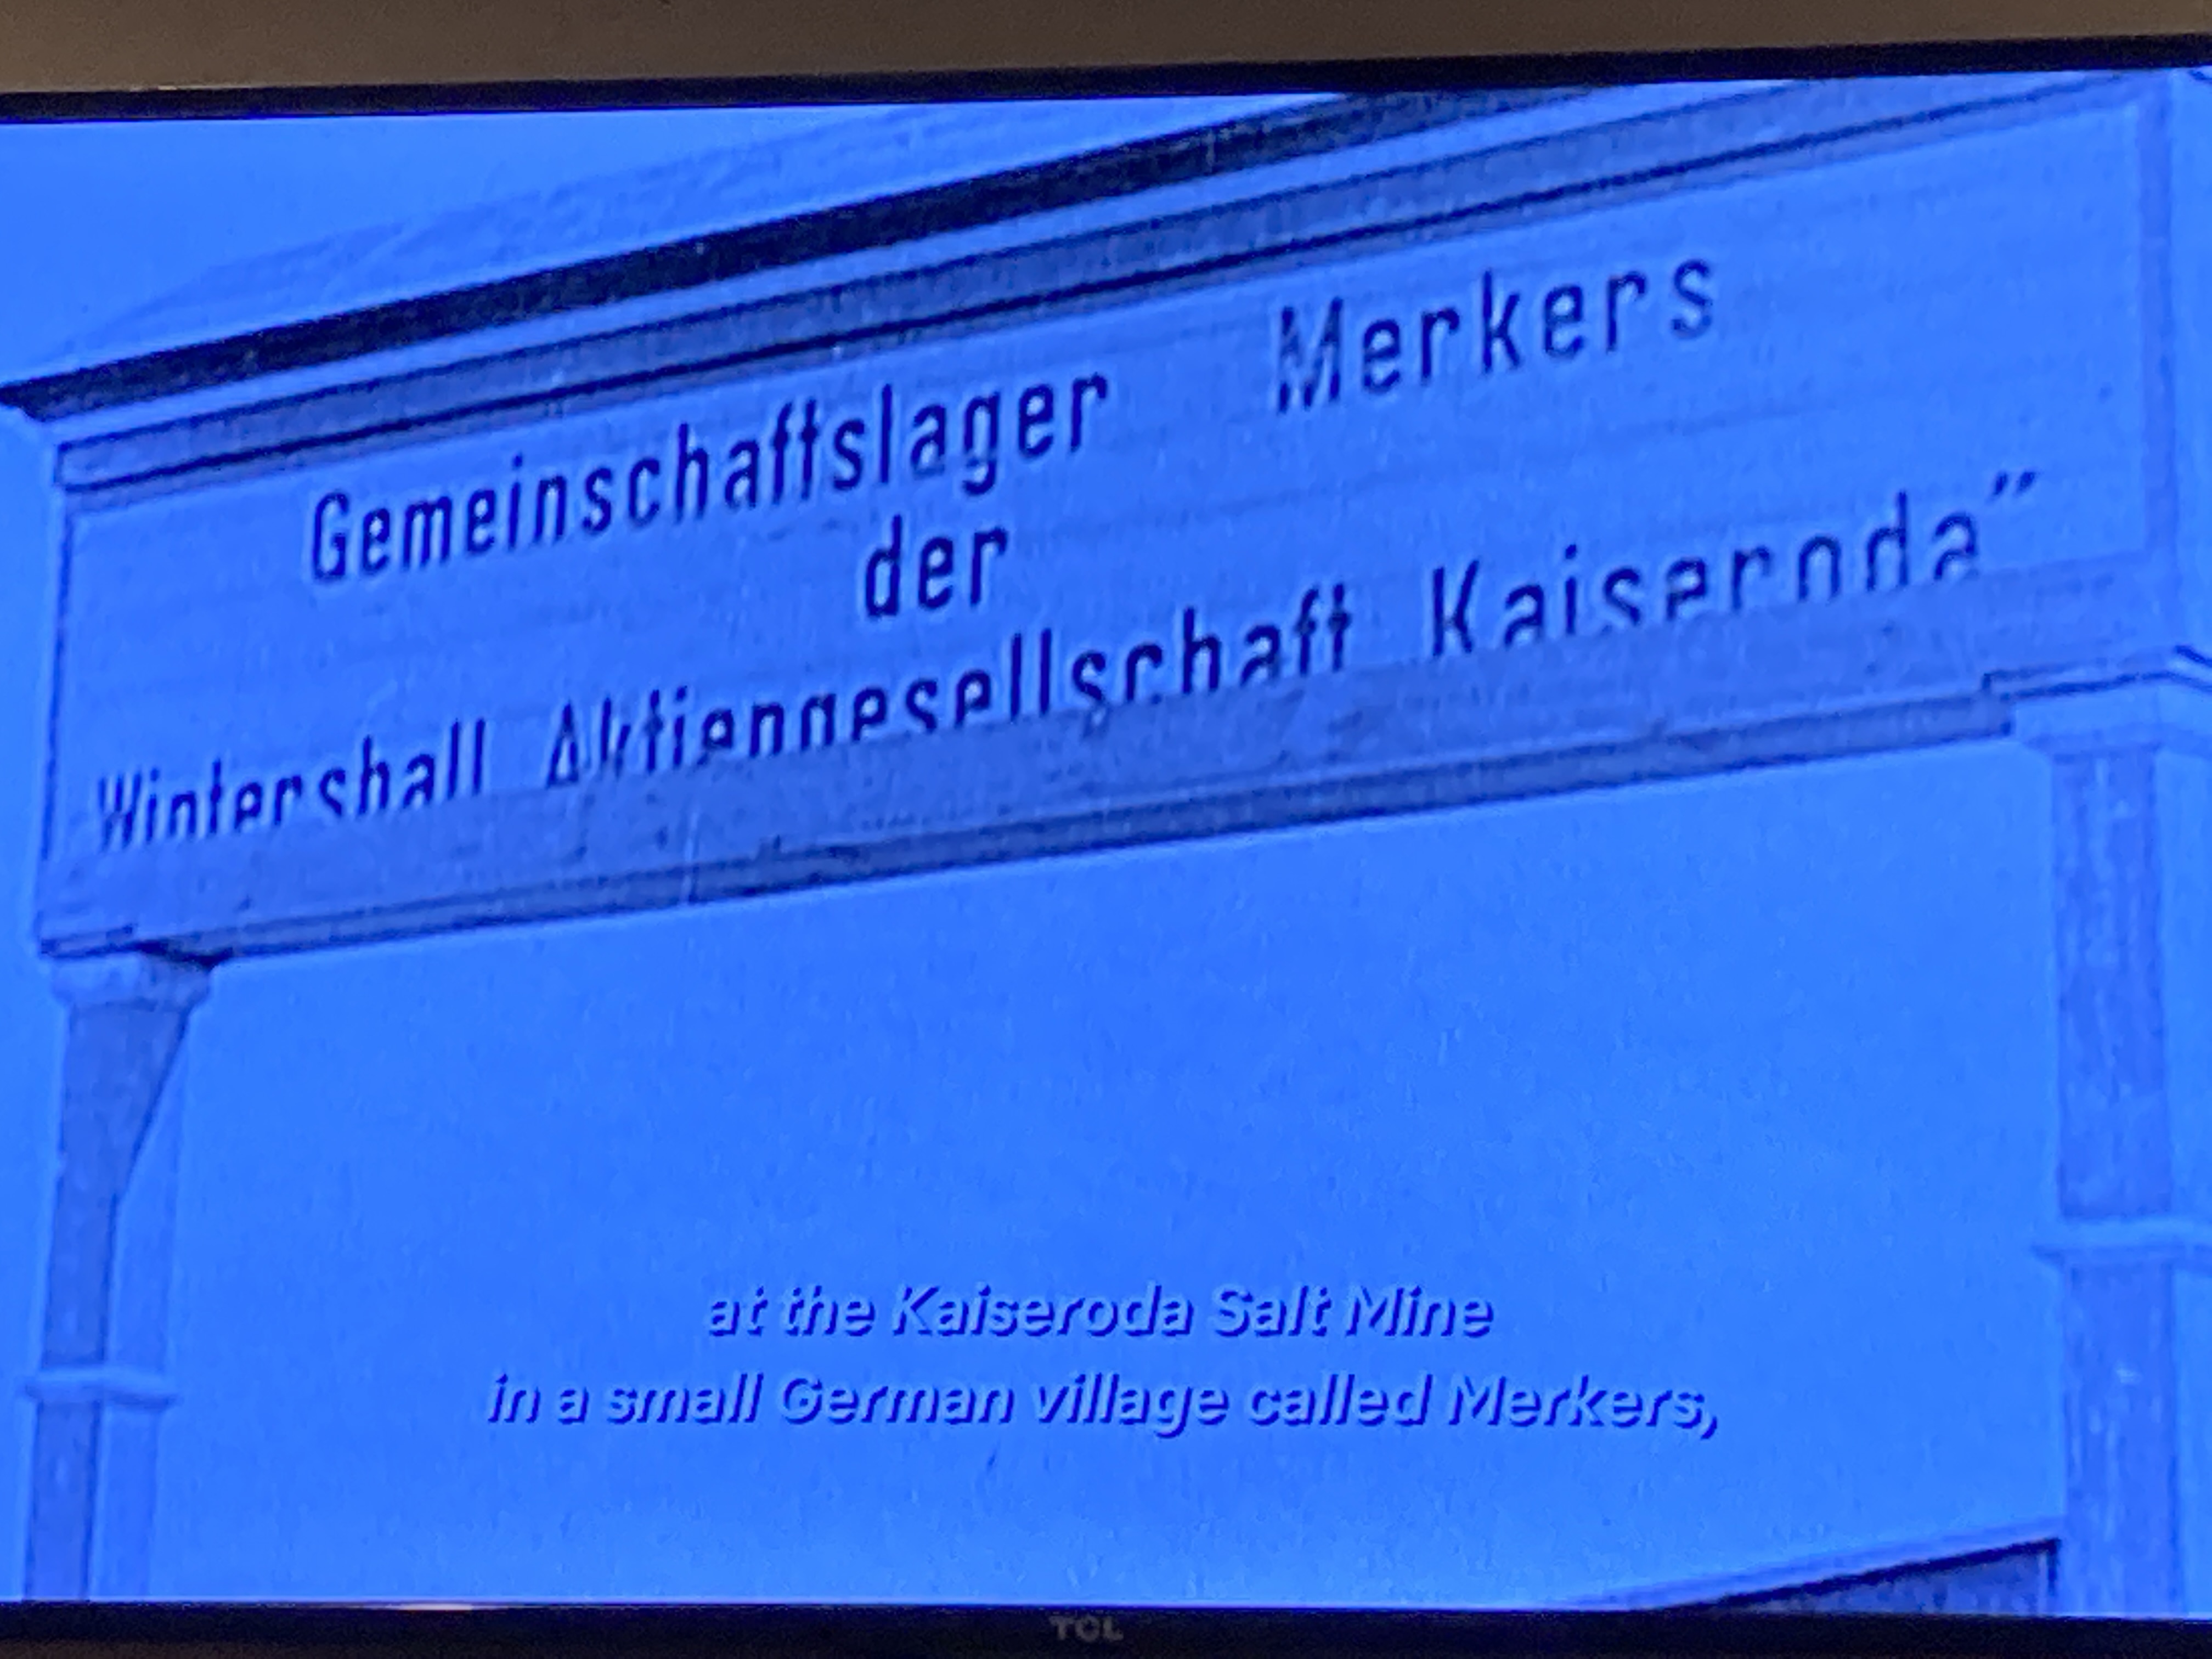 Gemeinschaftslager Merkers
der
Wintershall Aktiengesellschaft Kaiseroda”
at the Kaiseroda Salt Mine
in a small German village called Merkers,
TCL